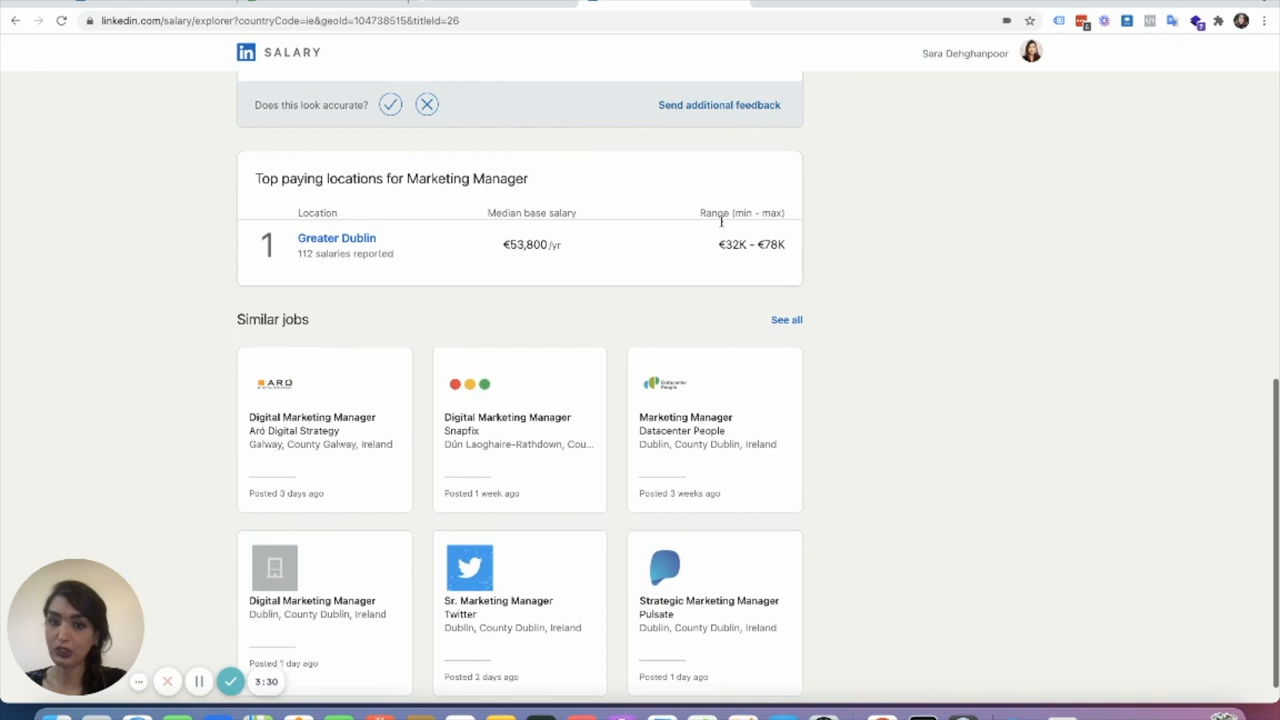 linkedin.com/salary/explorer?countryCode=ie&geoId=104738515&titleId=26
in SALARY
Sara Dehghanpoor
Does this look accurate?
Send additional feedback
Top paying locations for Marketing Manager
Location Median base salary Range (min - max)
1 Greater Dublin €53,800 /yr €32K - €78K
112 salaries reported
Similar jobs See all
ARD
Digital Marketing Manager
Aró Digital Strategy
Galway, County Galway, Ireland
Posted 3 days ago
Digital Marketing Manager
Snapfix
Dún Laoghaire-Rathdown, Cou...
Posted 1 week ago
Datacenter
People
Marketing Manager
Datacenter People
Dublin, County Dublin, Ireland
Posted 3 weeks ago
Digital Marketing Manager
Dublin, County Dublin, Ireland
Posted 1 day ago
Sr. Marketing Manager
Twitter
Dublin, County Dublin, Ireland
Posted 2 days ago
Strategic Marketing Manager
Pulsate
Dublin, County Dublin, Ireland
Posted 1 day ago
3:30